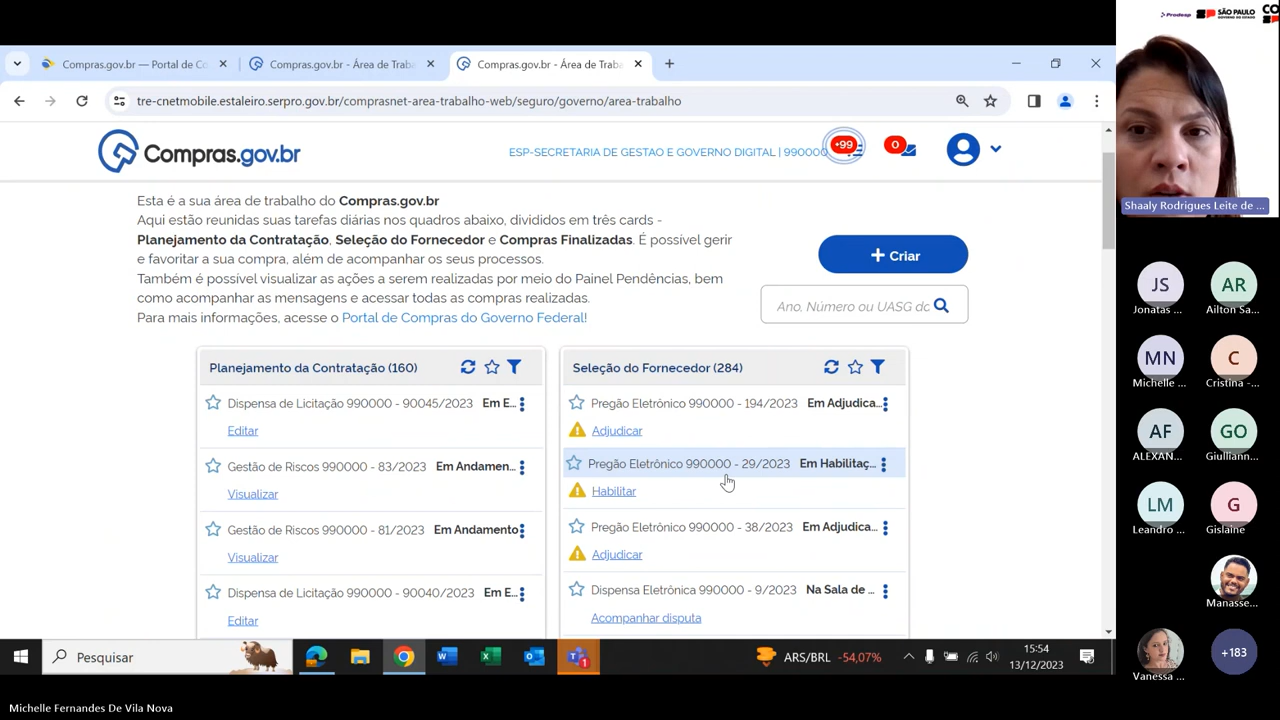 Prodesp
SÃO PAULO
GOVERNO DO ESTADO
Compras.gov.br — Portal de Co
Compras.gov.br - Área de Traba
Compras.gov.br - Área de Traba
tre-cnetmobile.estaleiro.serpro.gov.br/comprasnet-area-trabalho-web/seguro/governo/area-trabalho
Compras.gov.br
ESP-SECRETARIA DE GESTAO E GOVERNO DIGITAL | 990000
+99
0
Esta é a sua área de trabalho do Compras.gov.br
Aqui estão reunidas suas tarefas diárias nos quadros abaixo, divididos em três cards -
Planejamento da Contratação, Seleção do Fornecedor e Compras Finalizadas. É possível gerir
e favoritar a sua compra, além de acompanhar os seus processos.
Também é possível visualizar as ações a serem realizadas por meio do Painel Pendências, bem
como acompanhar as mensagens e acessar todas as compras realizadas.
Para mais informações, acesse o Portal de Compras do Governo Federal!
+ Criar
Ano, Número ou UASG dc
Planejamento da Contratação (160)
Dispensa de Licitação 990000 - 90045/2023 Em E...
Editar
Gestão de Riscos 990000 - 83/2023 Em Andamen...
Visualizar
Gestão de Riscos 990000 - 81/2023 Em Andamento
Visualizar
Dispensa de Licitação 990000 - 90040/2023 Em E...
Editar
Seleção do Fornecedor (284)
Pregão Eletrônico 990000 - 194/2023 Em Adjudica...
Adjudicar
Pregão Eletrônico 990000 - 29/2023 Em Habilitaç...
Habilitar
Pregão Eletrônico 990000 - 38/2023 Em Adjudica...
Adjudicar
Dispensa Eletrônica 990000 - 9/2023 Na Sala de ...
Acompanhar disputa
Pesquisar
1
ARS/BRL -54,07%
15:54
13/12/2023
Shaaly Rodrigues Leite de ...
JS
Jonatas ...
AR
Ailton Sa...
MN
Michelle ...
C
Cristina -...
AF
ALEXAN...
GO
Giulliann...
LM
Leandro ...
G
Gislaine
Manasse...
Vanessa ...
+183
Michelle Fernandes De Vila Nova